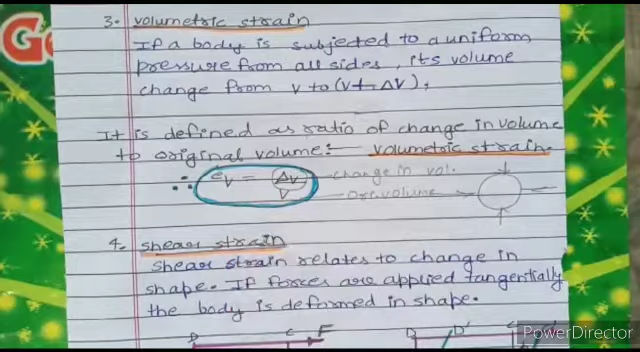 Ge
3. volumetric strain
If a body is subjected to a uniform
pressure from all sides, its volume
change from v to (v+ΔV),
It is defined as ratio of change in volume
to original volume:- volumetric strain.
∴ eV = ΔV/V change in vol. volume
4. shear strain
shear strain relates to change in
shape. If forces are applied tangentially
the body is deformed in shape.
D C F D D' C
PowerDirector